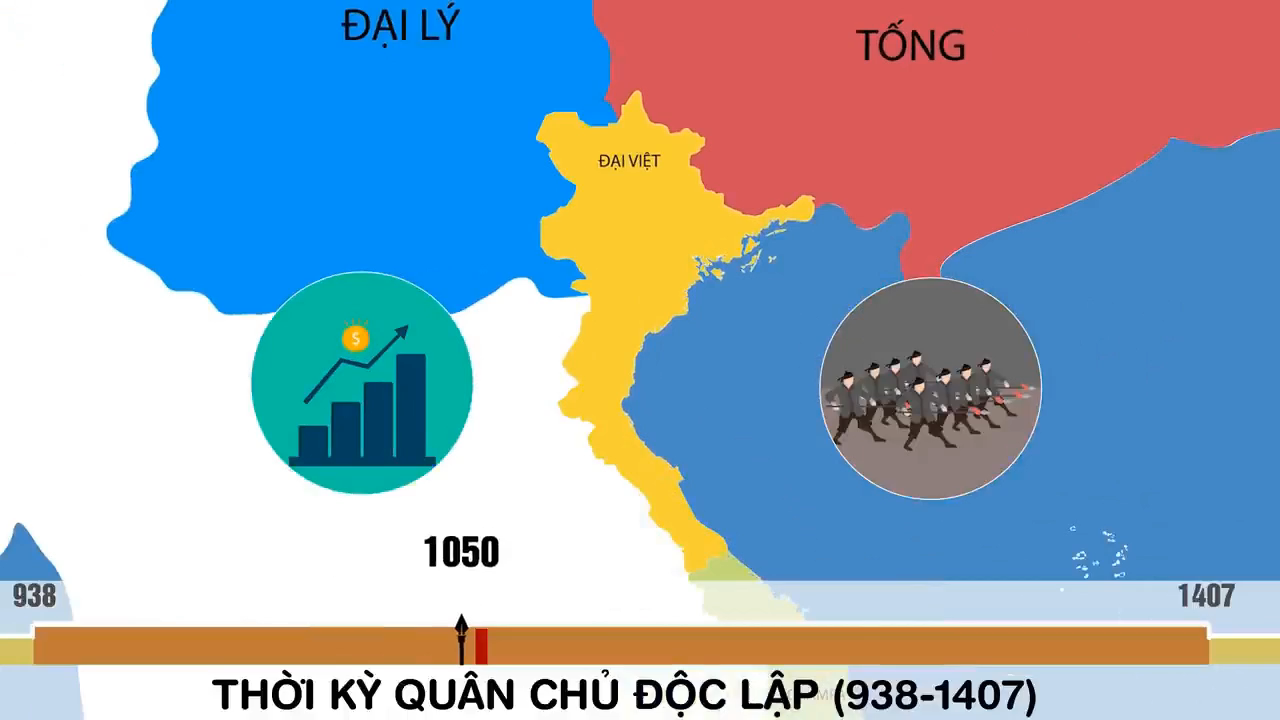 ĐẠI LÝ
TỐNG
ĐẠI VIỆT
$
1050
938
1407
THỜI KỲ QUÂN CHỦ ĐỘC LẬP (938-1407)